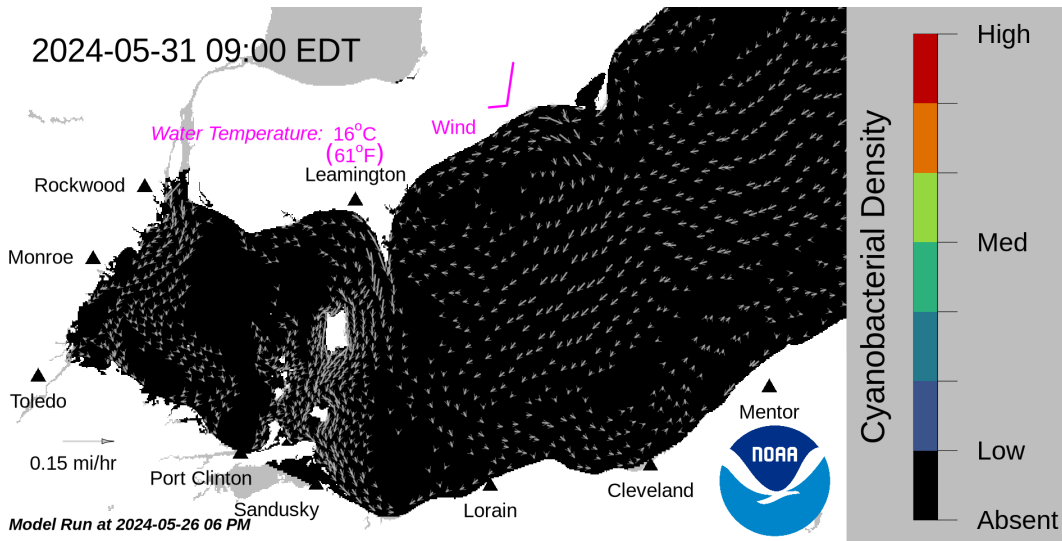 2024-05-31 09:00 EDT
High
Wind
Water Temperature: 16°C
(61°F)
Leamington
Rockwood
Monroe
Med
Cyanobacterial Density
Toledo
Mentor
0.15 mi/hr
NOAA
Low
Port Clinton
Cleveland
Sandusky
Lorain
Model Run at 2024-05-26 06 PM
Absent